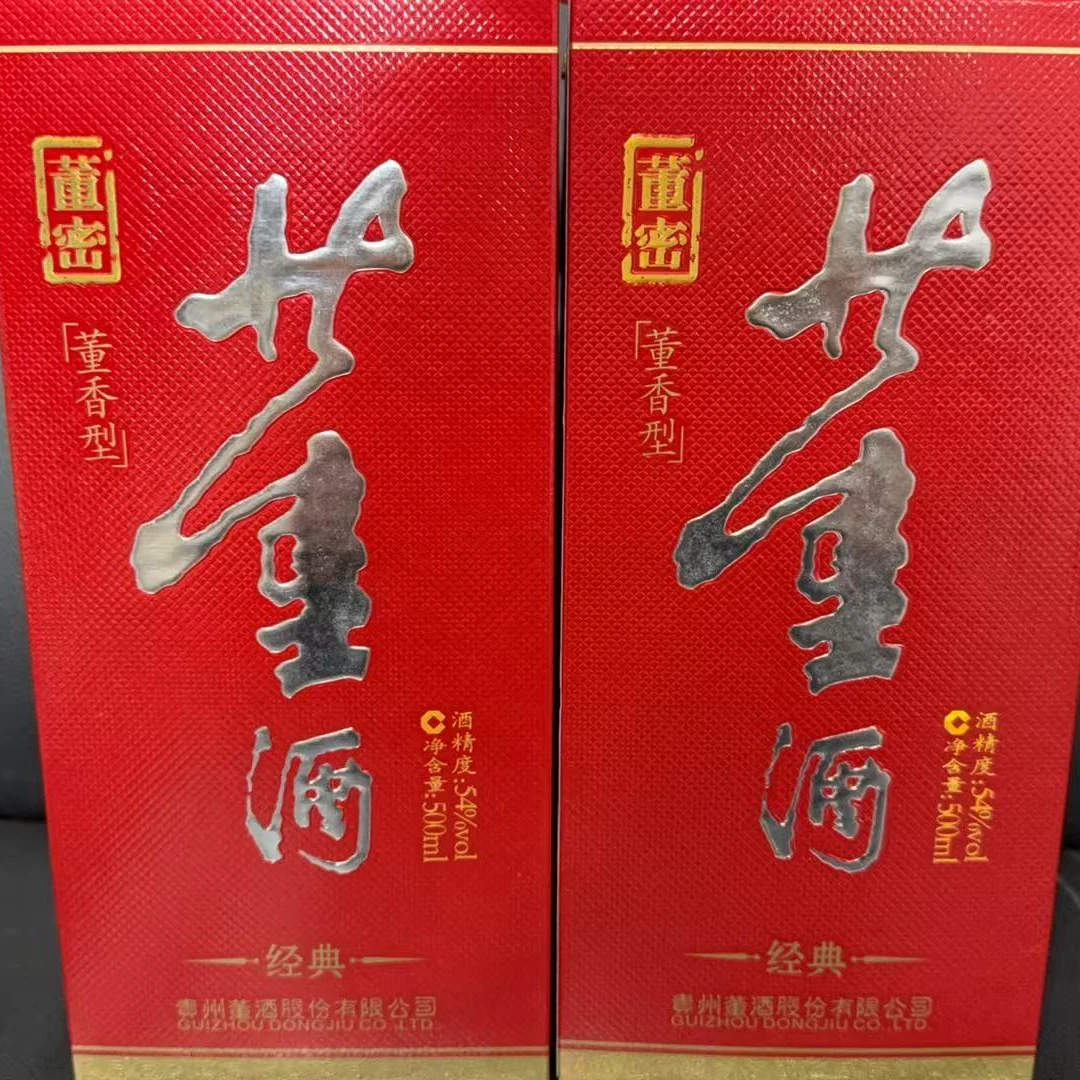 董密
「董香型」
董酒
酒精度:54%vol
净含量:500ml
经典
贵州董酒股份有限公司
GUIZHOU DONGJIU CO.,LTD.
董密
「董香型」
董酒
酒精度:54%vol
净含量:500ml
经典
贵州董酒股份有限公司
GUIZHOU DONGJIU CO.,LTD.